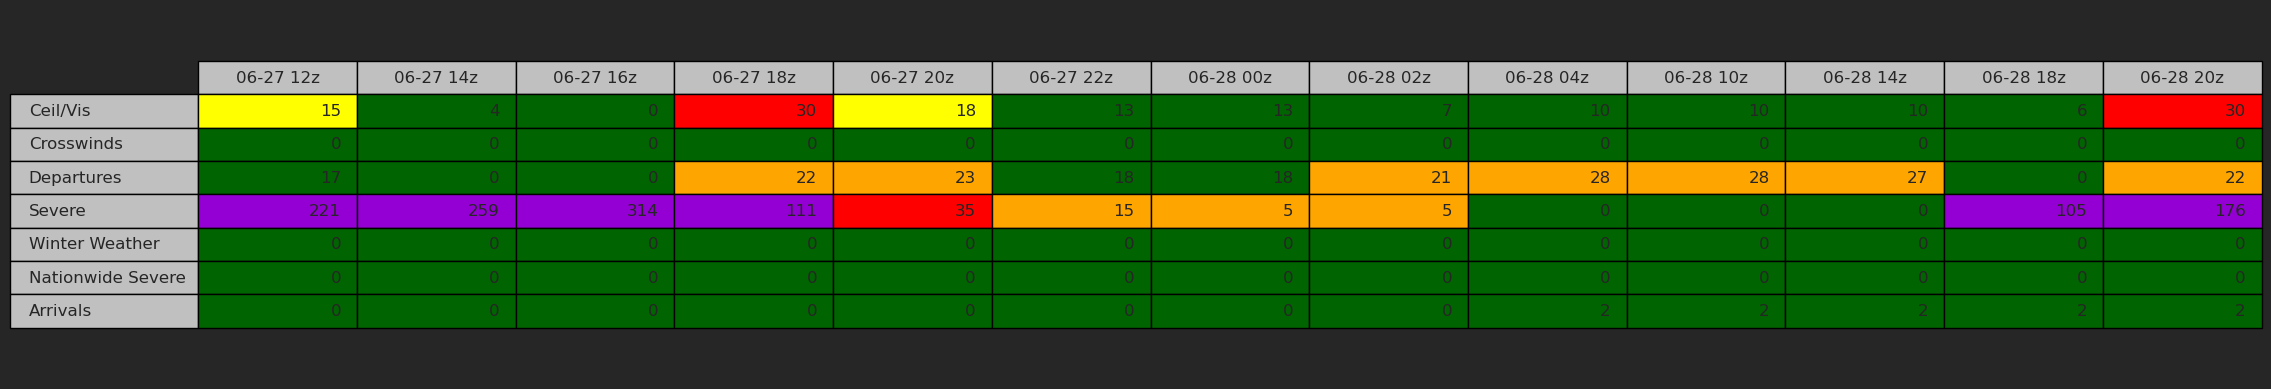 06-27 12z 06-27 14z 06-27 16z 06-27 18z 06-27 20z 06-27 22z 06-28 00z 06-28 02z 06-28 04z 06-28 10z 06-28 14z 06-28 18z 06-28 20z
Ceil/Vis 15 4 0 30 18 13 13 7 10 10 10 6 30
Crosswinds 0 0 0 0 0 0 0 0 0 0 0 0 0
Departures 17 0 0 22 23 18 18 21 28 28 27 0 22
Severe 221 259 314 111 35 15 5 5 0 0 0 105 176
Winter Weather 0 0 0 0 0 0 0 0 0 0 0 0 0
Nationwide Severe 0 0 0 0 0 0 0 0 0 0 0 0 0
Arrivals 0 0 0 0 0 0 0 0 2 2 2 2 2